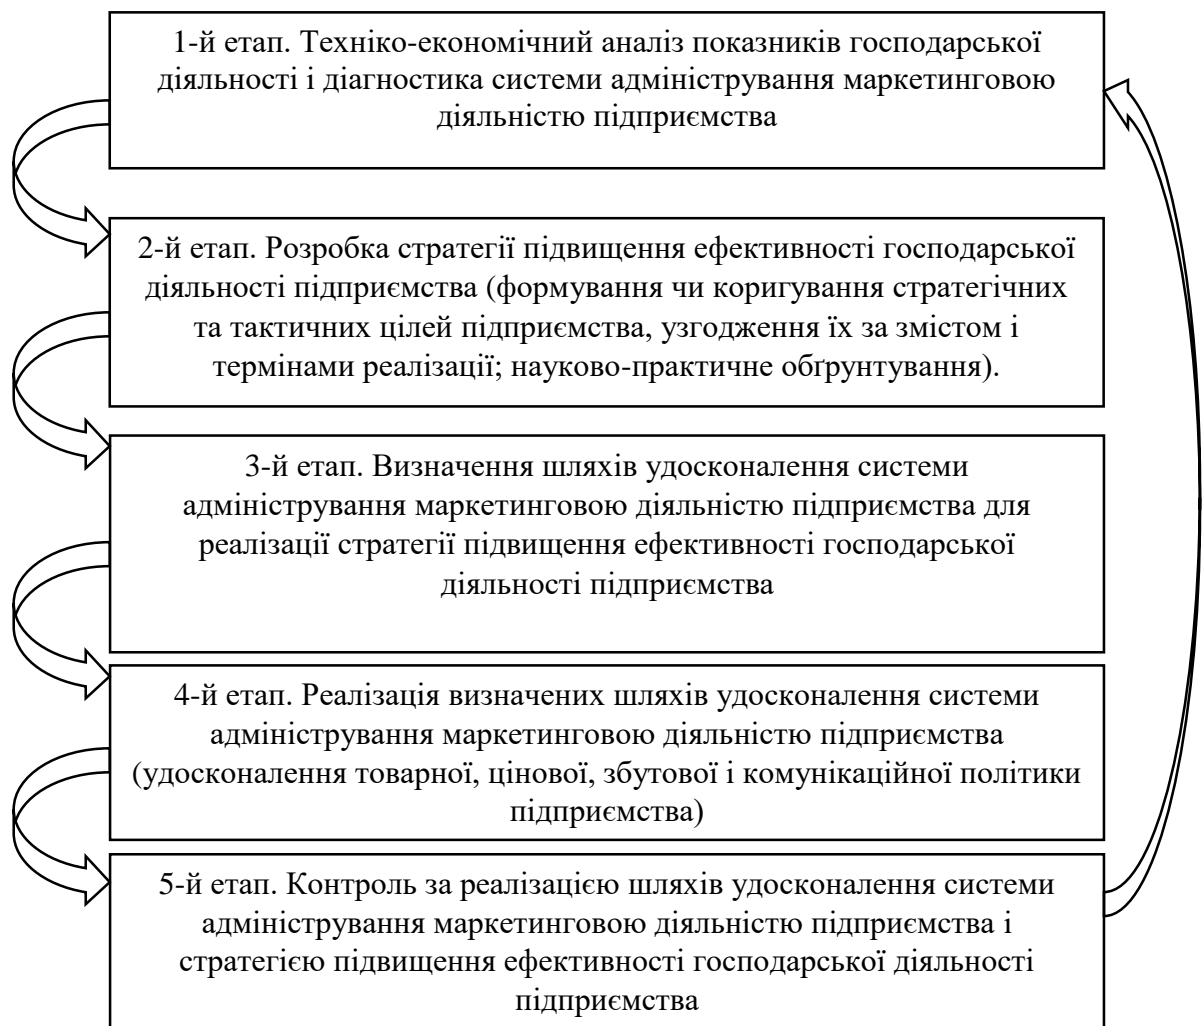 1-й етап. Техніко-економічний аналіз показників господарської
діяльності і діагностика системи адміністрування маркетинговою
діяльністю підприємства
2-й етап. Розробка стратегії підвищення ефективності господарської
діяльності підприємства (формування чи коригування стратегічних
та тактичних цілей підприємства, узгодження їх за змістом і
термінами реалізації; науково-практичне обґрунтування).
3-й етап. Визначення шляхів удосконалення системи
адміністрування маркетинговою діяльністю підприємства для
реалізації стратегії підвищення ефективності господарської
діяльності підприємства
4-й етап. Реалізація визначених шляхів удосконалення системи
адміністрування маркетинговою діяльністю підприємства
(удосконалення товарної, цінової, збутової і комунікаційної політики
підприємства)
5-й етап. Контроль за реалізацією шляхів удосконалення системи
адміністрування маркетинговою діяльністю підприємства і
стратегією підвищення ефективності господарської діяльності
підприємства